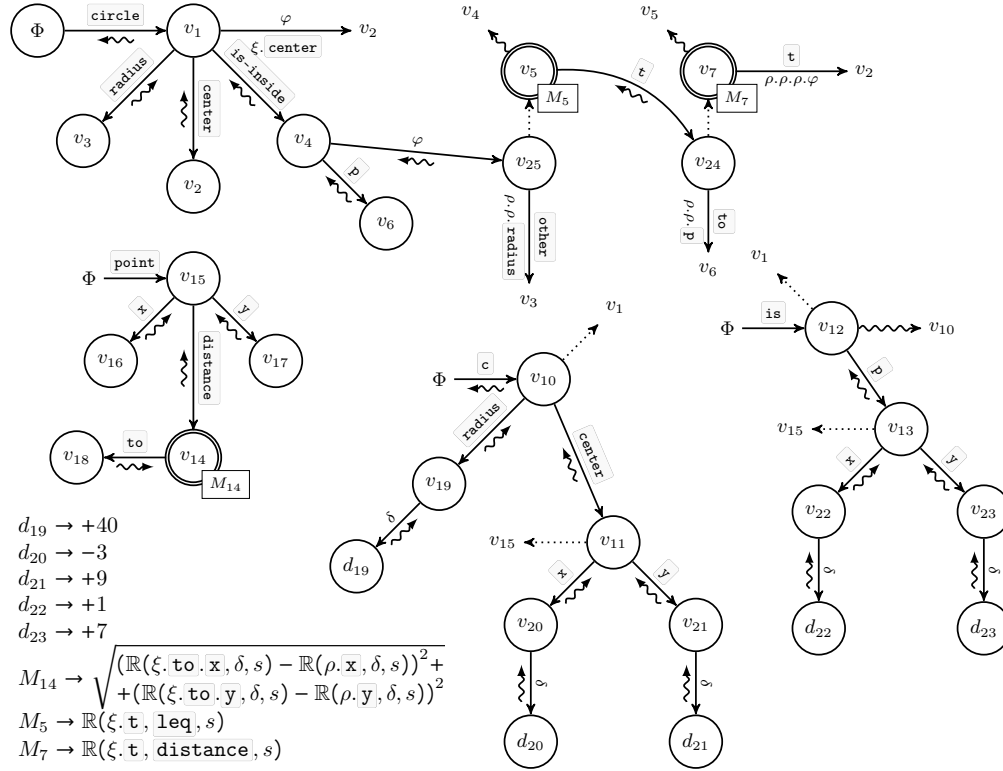 Φ circle v₁ φ ξ.center v₂
radius center is-inside
v₃ v₂ v₄ p v₆
φ
v₄ v₅ M₅ t
v₅ v₇ M₇ t ρ.ρ.ρ.φ v₂
v₂₅ ρ.ρ.radius other v₃
v₂₄ ρ.ρ.p to v₆
Φ point v₁₅
x distance y
v₁₆ v₁₇
v₁₈ to v₁₄ M₁₄
v₁
Φ c v₁₀
radius center
v₁₉ δ d₁₉
v₁₅ v₁₁
x y
v₂₀ v₂₁
δ δ
d₂₀ d₂₁
v₁
Φ is v₁₂ v₁₀
p
v₁₅ v₁₃
x y
v₂₂ v₂₃
δ δ
d₂₂ d₂₃
d₁₉ → +40
d₂₀ → −3
d₂₁ → +9
d₂₂ → +1
d₂₃ → +7
M₁₄ → √(ℝ(ξ.to.x, δ, s) − ℝ(ρ.x, δ, s))² +
+(ℝ(ξ.to.y, δ, s) − ℝ(ρ.y, δ, s))²
M₅ → ℝ(ξ.t, leq, s)
M₇ → ℝ(ξ.t, distance, s)